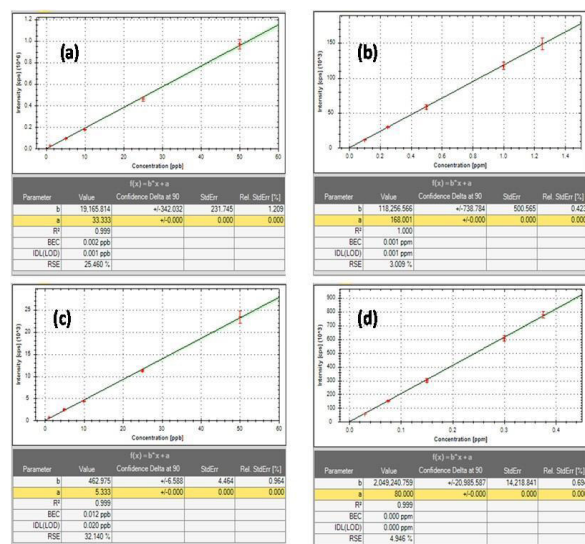 (a)
Intensity [cps] (10^6)
1.2
1.0
0.8
0.6
0.4
0.2
0.0
0 10 20 30 40 50 60
Concentration [ppb]
f(x) = b*x + a
Parameter Value Confidence Delta at 90 StdErr Rel. StdErr [%]
b 19,165.814 +/-342.032 231.745 1.209
a 33.333 +/-0.000 0.000 0.000
R² 0.999
BEC 0.002 ppb
IDL(LOD) 0.001 ppb
RSE 25.460 %
(b)
Intensity [cps] (10^3)
150
100
50
0
0.0 0.2 0.4 0.6 0.8 1.0 1.2 1.4
Concentration [ppm]
f(x) = b*x + a
Parameter Value Confidence Delta at 90 StdErr Rel. StdErr [%]
b 118,256.566 +/-738.784 500.565 0.423
a 168.001 +/-0.000 0.000 0.000
R² 1.000
BEC 0.001 ppm
IDL(LOD) 0.001 ppm
RSE 3.009 %
(c)
Intensity [cps] (10^3)
25
20
15
10
5
0
0 10 20 30 40 50 60
Concentration [ppb]
f(x) = b*x + a
Parameter Value Confidence Delta at 90 StdErr Rel. StdErr [%]
b 462.975 +/-6.588 4.464 0.964
a 5.333 +/-0.000 0.000 0.000
R² 0.999
BEC 0.012 ppb
IDL(LOD) 0.020 ppb
RSE 32.140 %
(d)
Intensity [cps] (10^3)
900
800
700
600
500
400
300
200
100
0
0.0 0.1 0.2 0.3 0.4
Concentration [ppm]
f(x) = b*x + a
Parameter Value Confidence Delta at 90 StdErr Rel. StdErr [%]
b 2,049,240.759 +/-20,985.587 14,218.841
a 80.000 +/-0.000 0.000 0.000
R² 0.999
BEC 0.000 ppm
IDL(LOD) 0.000 ppm
RSE 4.946 %